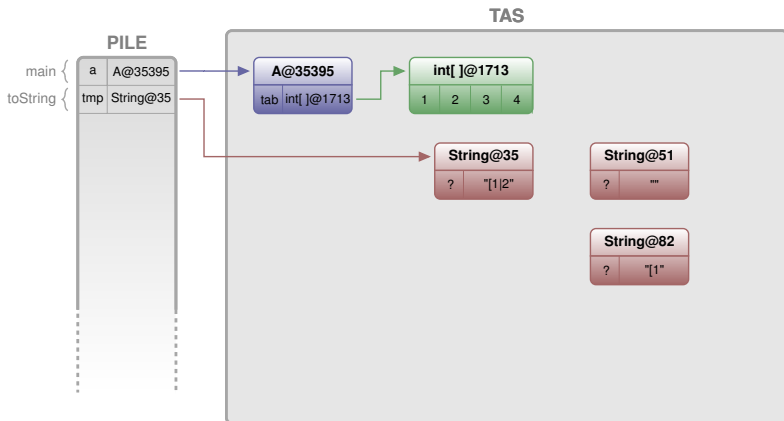 TAS
PILE
main { a A@35395
toString { tmp String@35
A@35395
tab int[ ]@1713
int[ ]@1713
1 2 3 4
String@35
? "[1|2"
String@51
? ""
String@82
? "[1"